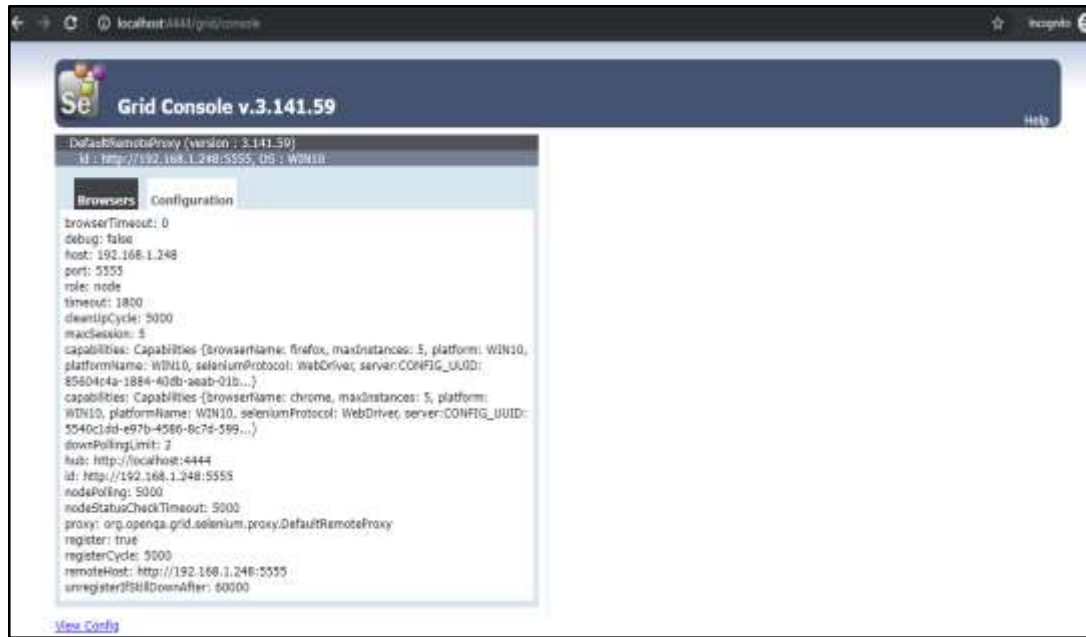 localhost:4444/grid/console
Incognito
Se
Grid Console v.3.141.59
Help
DefaultRemoteProxy (version : 3.141.59)
id : http://192.168.1.248:5555, OS : WIN10
Browsers Configuration
browserTimeout: 0
debug: false
host: 192.168.1.248
port: 5555
role: node
timeout: 1800
cleanUpCycle: 5000
maxSession: 5
capabilities: Capabilities {browserName: firefox, maxInstances: 5, platform: WIN10,
platformName: WIN10, seleniumProtocol: WebDriver, server:CONFIG_UUID:
85604c4a-1884-40db-aeab-01b...}
capabilities: Capabilities {browserName: chrome, maxInstances: 5, platform:
WIN10, platformName: WIN10, seleniumProtocol: WebDriver, server:CONFIG_UUID:
5540c1dd-e97b-4586-8c7d-599...}
downPollingLimit: 2
hub: http://localhost:4444
id: http://192.168.1.248:5555
nodePolling: 5000
nodeStatusCheckTimeout: 5000
proxy: org.openqa.grid.selenium.proxy.DefaultRemoteProxy
register: true
registerCycle: 5000
remoteHost: http://192.168.1.248:5555
unregisterIfStillDownAfter: 60000
View Config